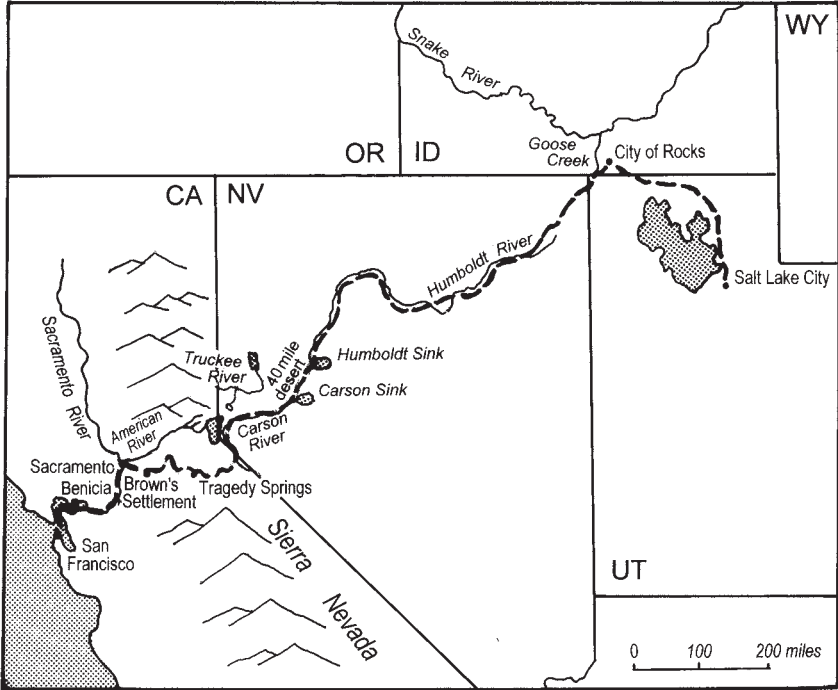 WY
Snake
River
OR
ID
Goose
Creek
City of Rocks
CA
NV
Humboldt River
Salt Lake City
Sacramento River
Truckee
River
40 mile
desert
Humboldt Sink
Carson Sink
American
River
Carson
River
Sacramento
Benicia
Brown's
Settlement
Tragedy Springs
San
Francisco
Sierra
Nevada
UT
0 100 200 miles